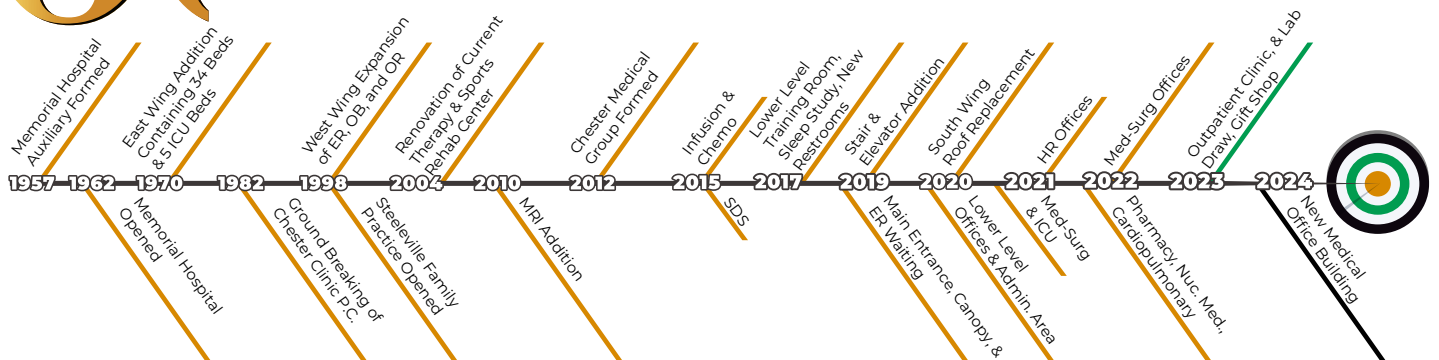 Memorial Hospital
Auxiliary Formed
East Wing Addition
Containing 34 Beds
& 5 ICU Beds
West Wing Expansion
of ER, OB, and OR
Renovation of Current
Therapy & Sports
Rehab Center
Chester Medical
Group Formed
Infusion &
Chemo
Lower Level
Training Room,
Sleep Study, New
Restrooms
Stair &
Elevator Addition
South Wing
Roof Replacement
HR Offices
Med-Surg Offices
Outpatient Clinic, & Lab
Draw, Gift Shop
1957 1962 1970 1982 1998 2004 2010 2012 2015 2017 2019 2020 2021 2022 2023 2024
Memorial Hospital
Opened
Ground Breaking of
Chester Clinic P.C.
Steeleville Family
Practice Opened
MRI Addition
SDS
Main Entrance, Canopy, &
ER Waiting
Lower Level
Offices & Admin. Area
Med-Surg
& ICU
Pharmacy, Nuc. Med.,
Cardiopulmonary
New Medical
Office Building